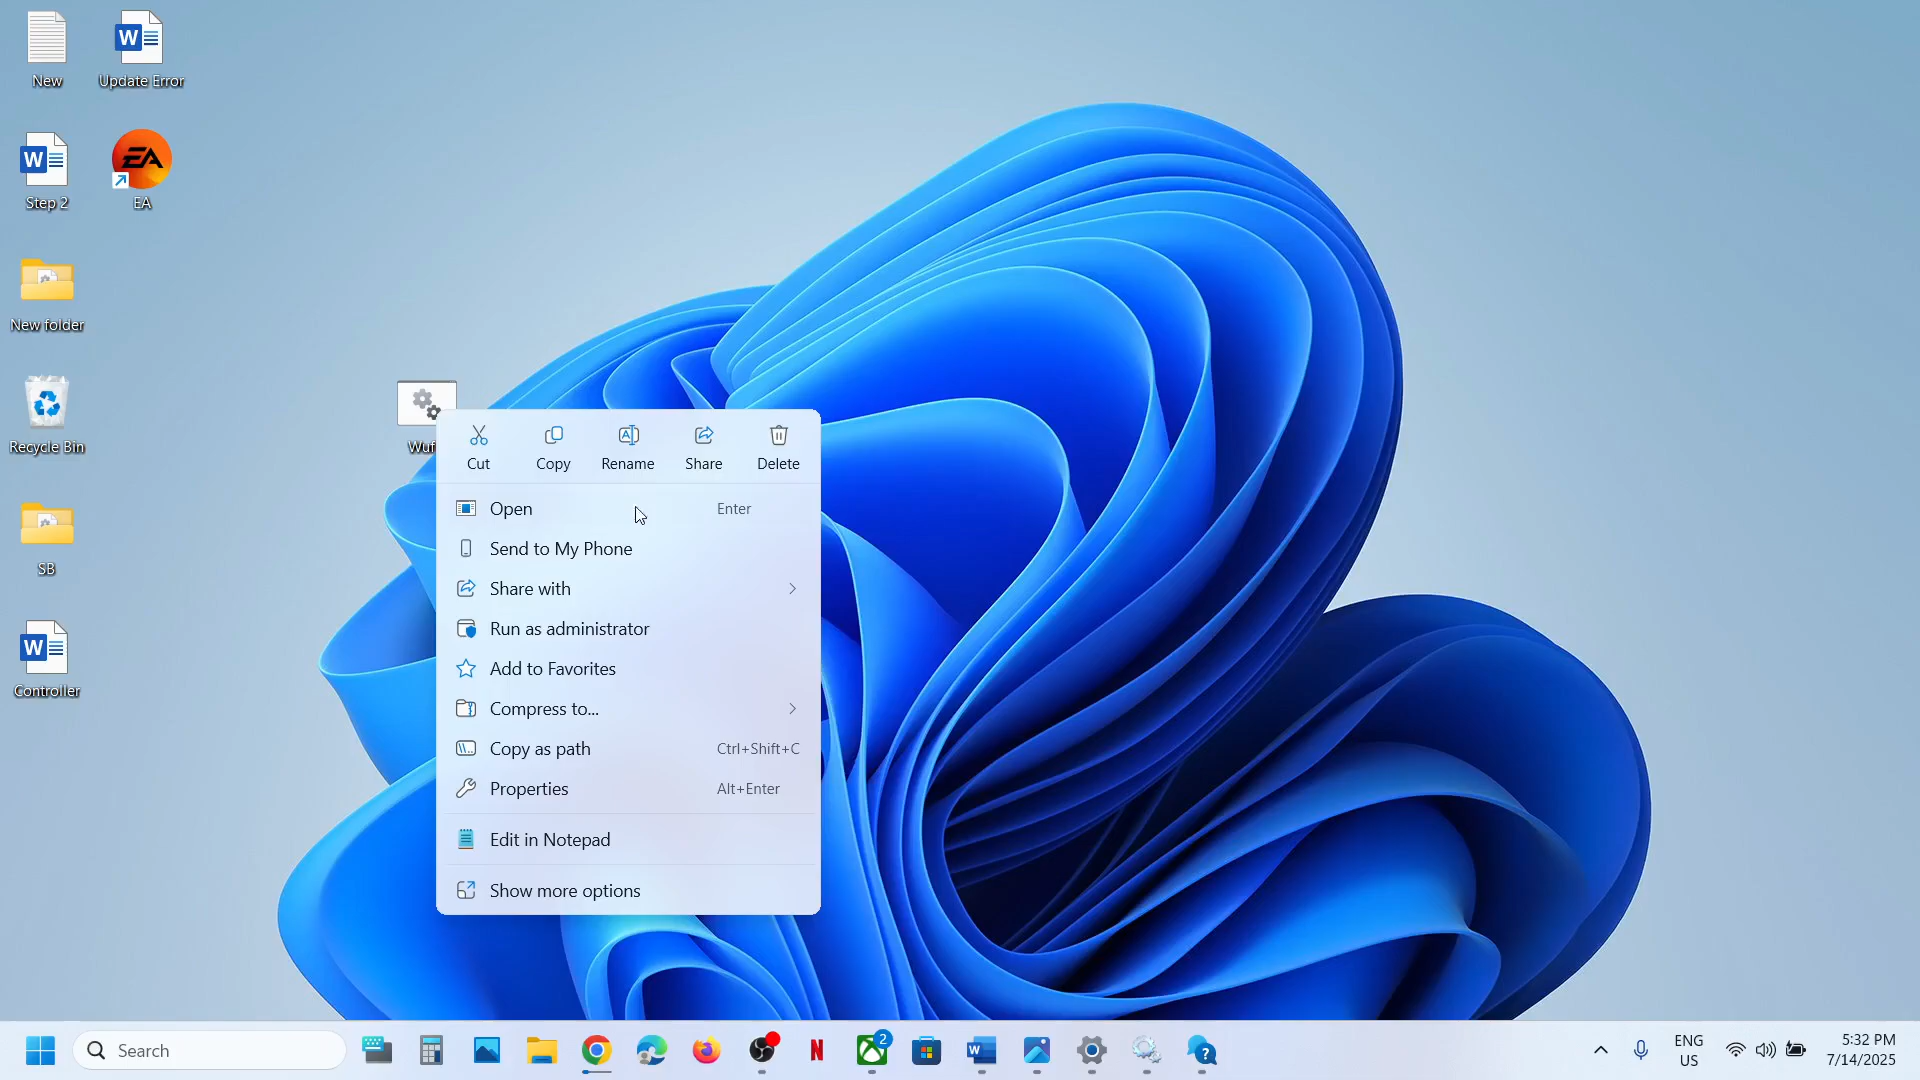 New
Update Error
Step 2
EA
New folder
Recycle Bin
SB
Controller
Cut
Copy
Rename
Share
Delete
Open Enter
Send to My Phone
Share with
Run as administrator
Add to Favorites
Compress to...
Copy as path Ctrl+Shift+C
Properties Alt+Enter
Edit in Notepad
Show more options
Search
2
ENG
US
5:32 PM
7/14/2025